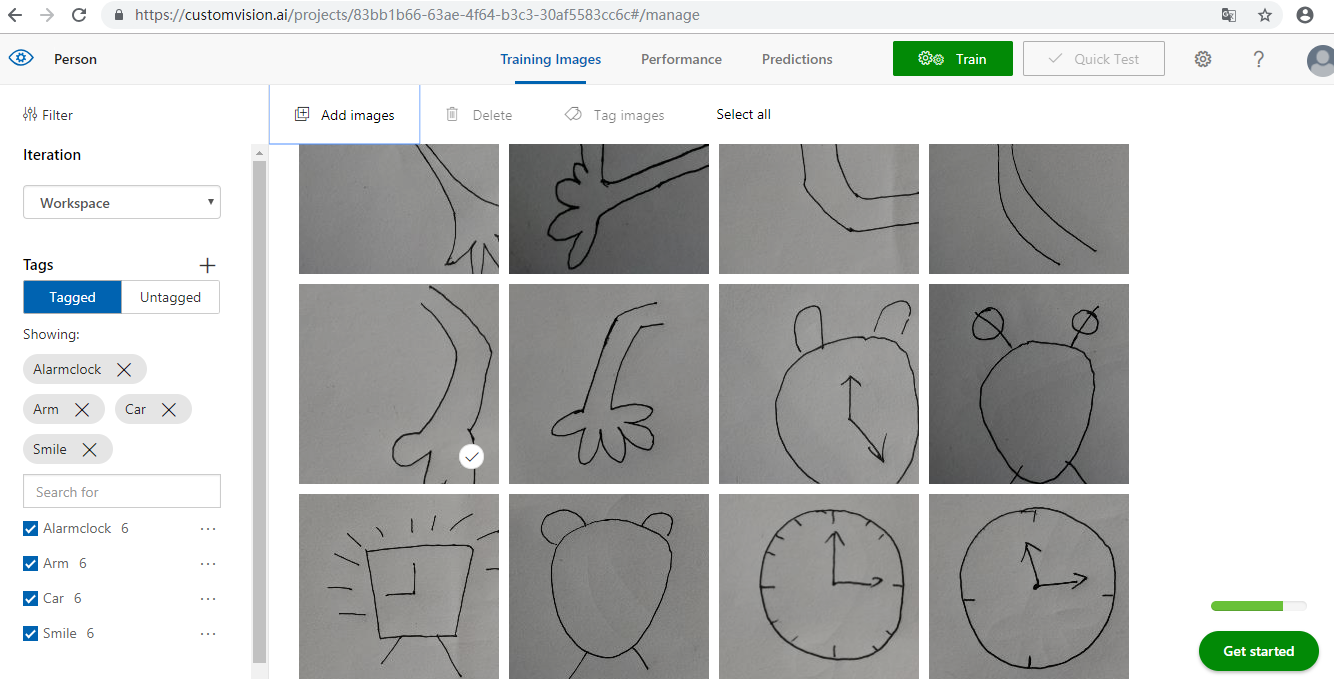 https://customvision.ai/projects/83bb1b66-63ae-4f64-b3c3-30af5583cc6c#/manage
Person
Training Images
Performance
Predictions
Train
Quick Test
?
Filter
Add images
Delete
Tag images
Select all
Iteration
Workspace
Tags
Tagged
Untagged
Showing:
Alarmclock
Arm
Car
Smile
Search for
Alarmclock 6
Arm 6
Car 6
Smile 6
Get started